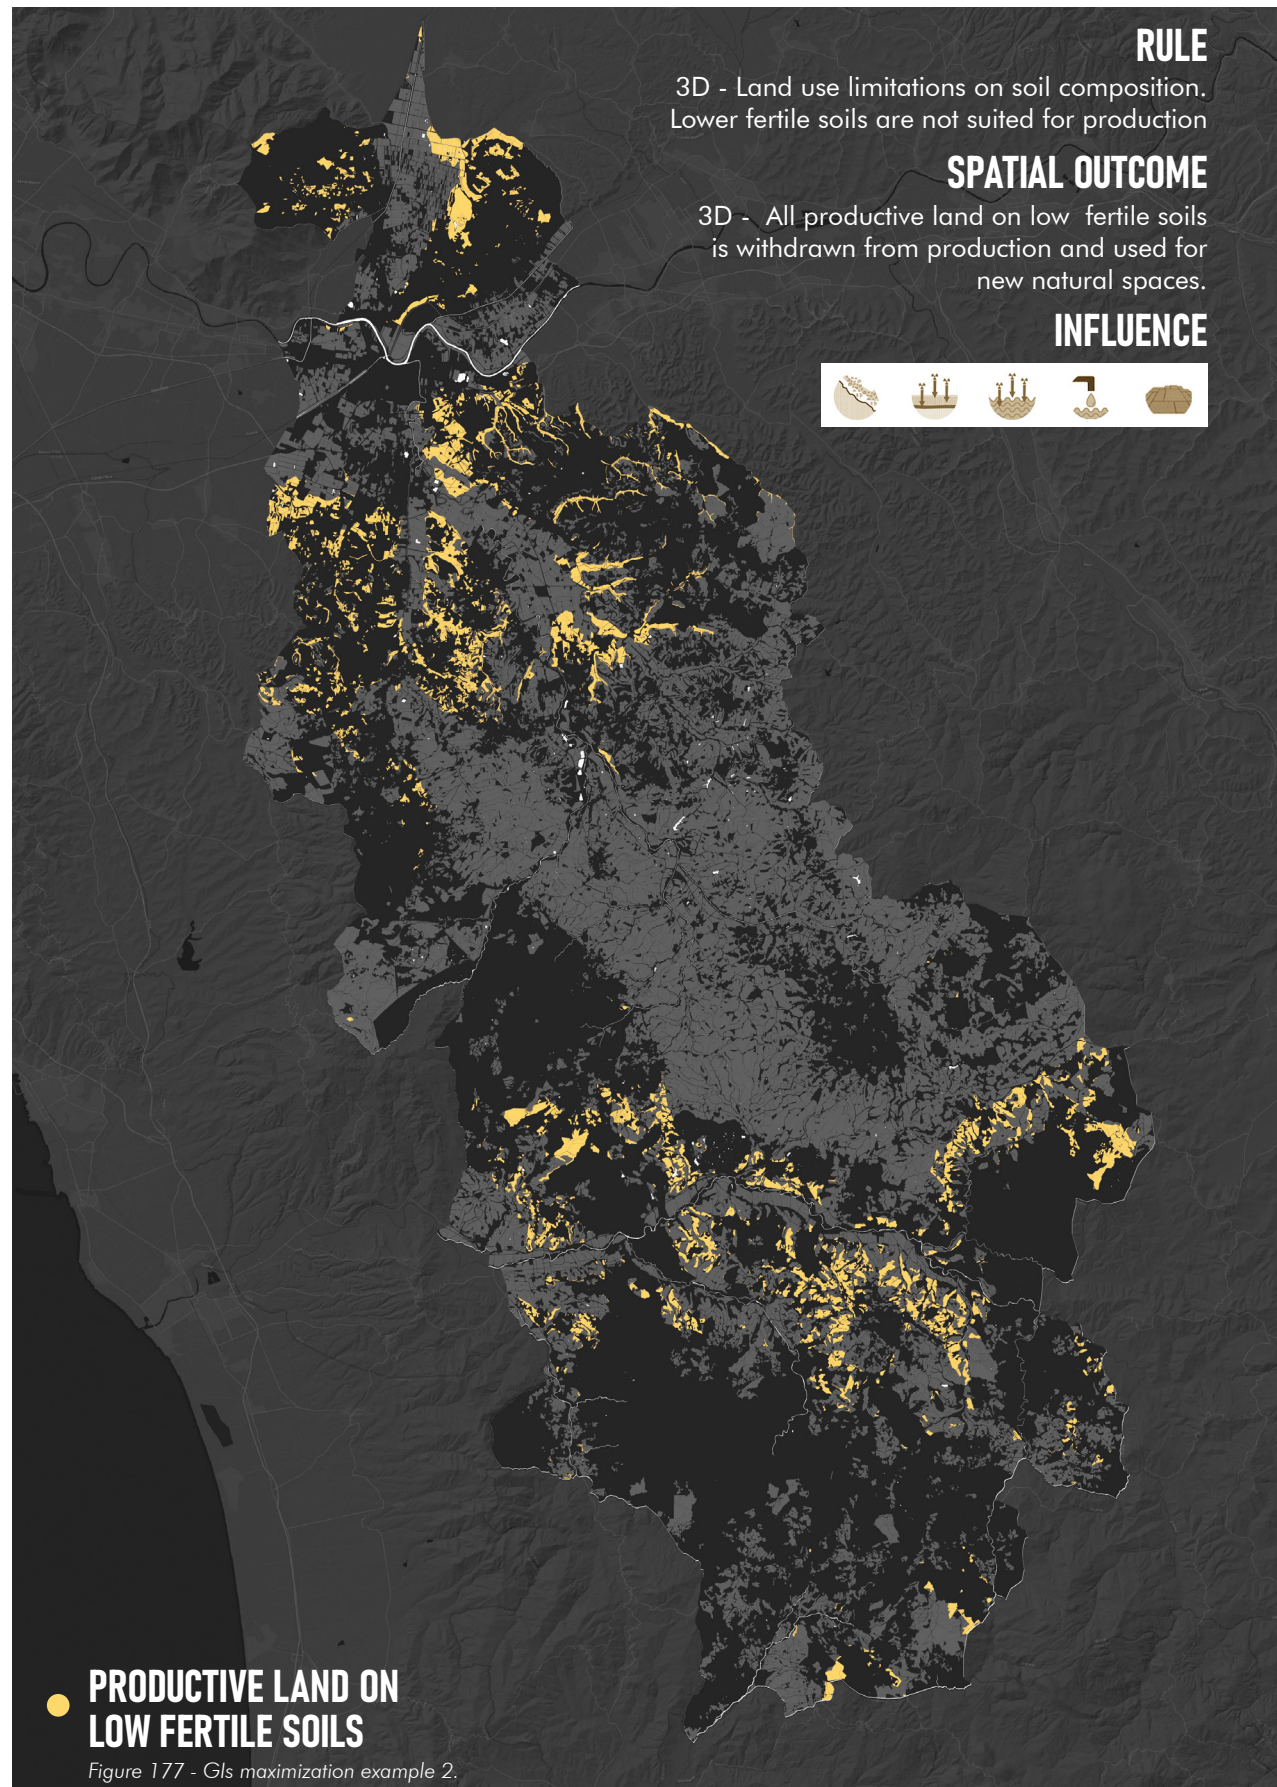 RULE
3D - Land use limitations on soil composition.
Lower fertile soils are not suited for production
SPATIAL OUTCOME
3D - All productive land on low fertile soils
is withdrawn from production and used for
new natural spaces.
INFLUENCE
PRODUCTIVE LAND ON
LOW FERTILE SOILS
Figure 177 - GIs maximization example 2.